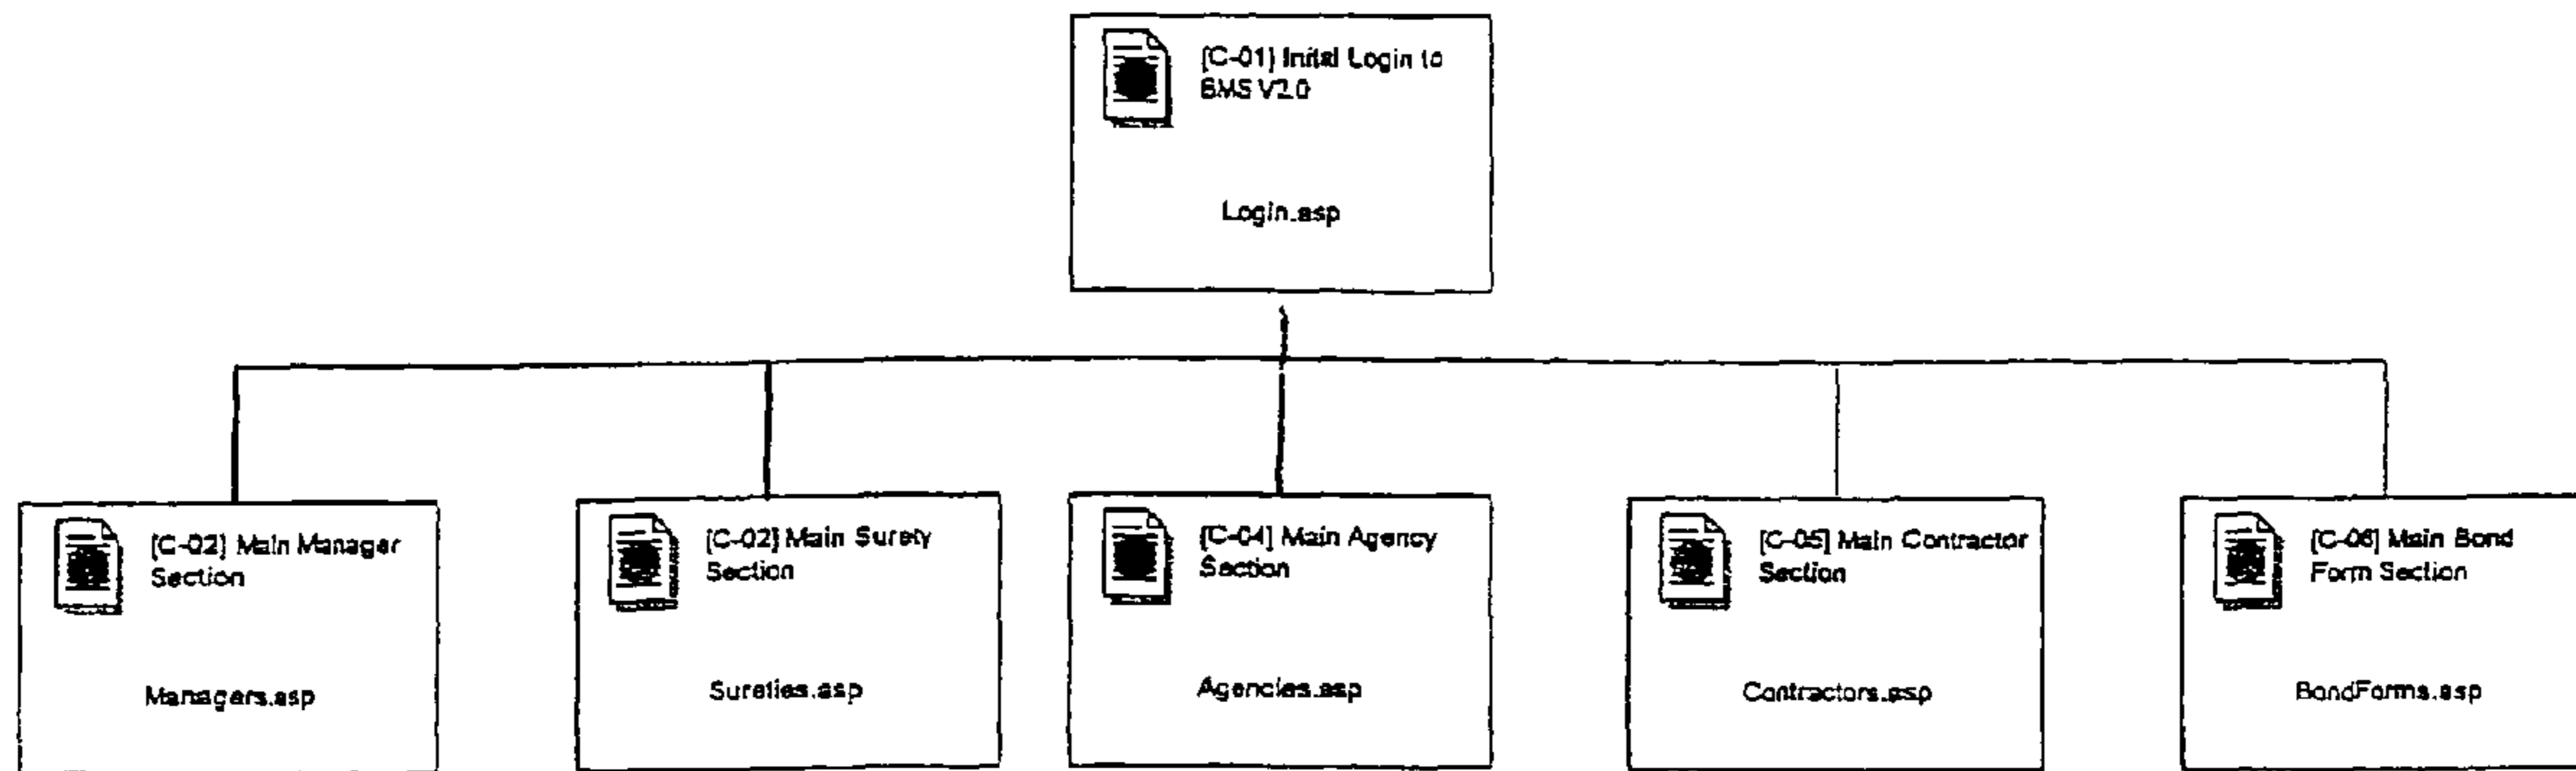 [C-01] Inital Login to
BMS V2.0
Login.asp
[C-02] Main Manager
Section
Managers.asp
[C-02] Main Surety
Section
Sureties.asp
[C-04] Main Agency
Section
Agencies.asp
[C-05] Main Contractor
Section
Contractors.asp
[C-06] Main Bond
Form Section
BondForms.asp